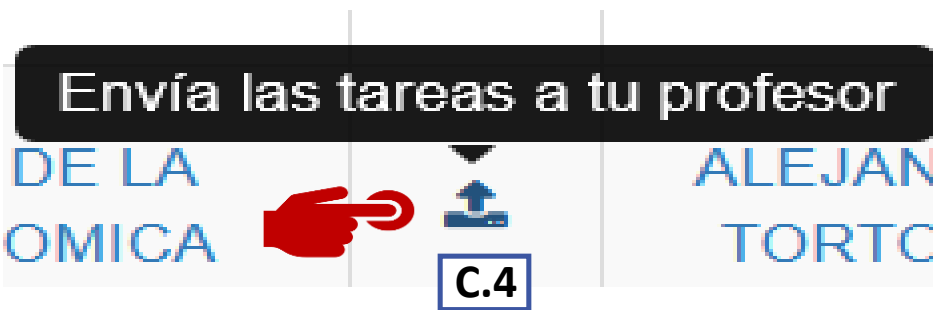 Envía las tareas a tu profesor
DE LA
ALEJAN
OMICA
TORTO
C.4